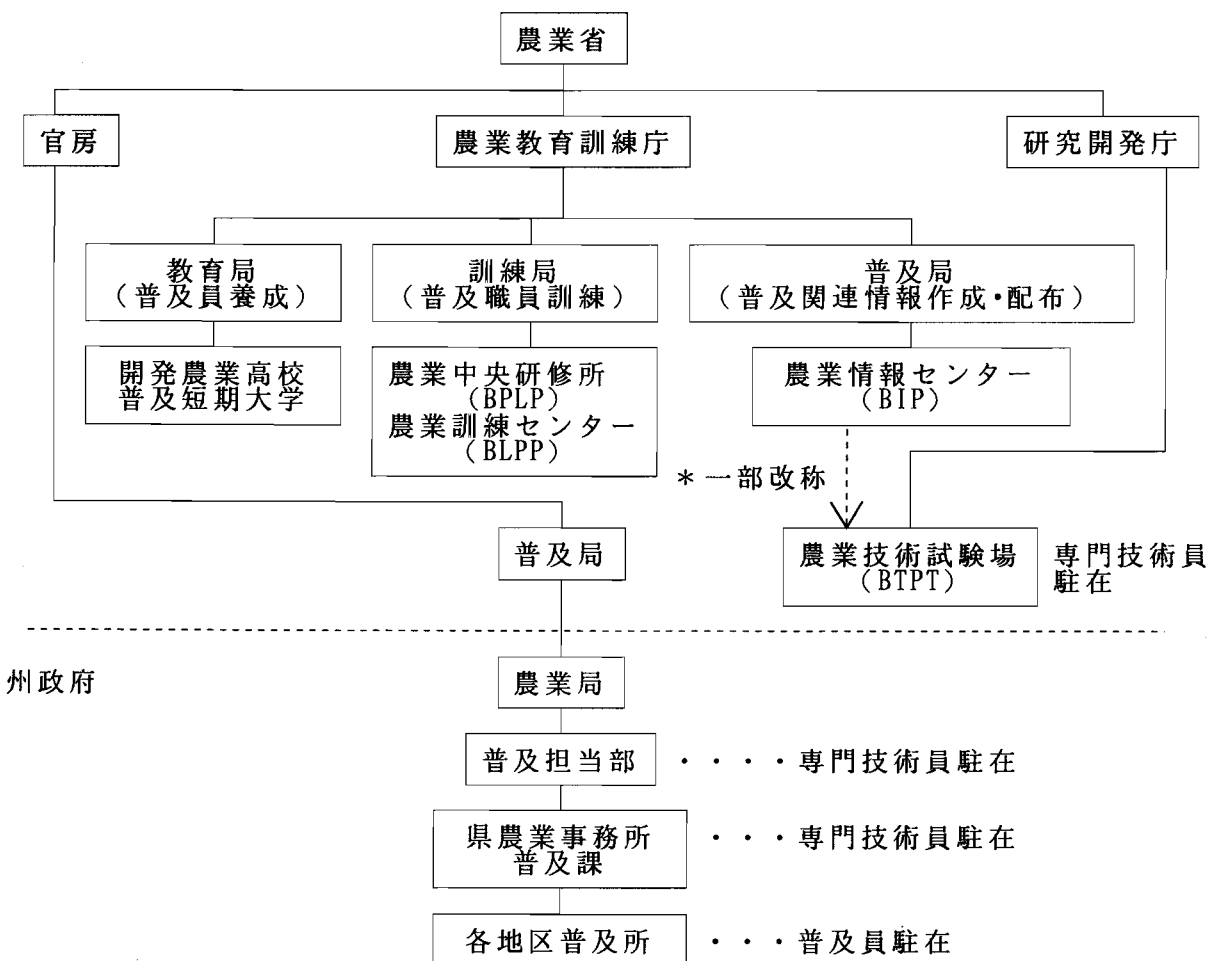 農業省
官房
農業教育訓練庁
研究開発庁
教育局
(普及員養成)
訓練局
(普及職員訓練)
普及局
(普及関連情報作成・配布)
開発農業高校
普及短期大学
農業中央研修所
(BPLP)
農業訓練センター
(BLPP)
農業情報センター
(BIP)
*一部改称
普及局
農業技術試験場
(BTPT)
専門技術員
駐在
州政府
農業局
普及担当部 ・・・・専門技術員駐在
県農業事務所
普及課
・・・専門技術員駐在
各地区普及所 ・・・普及員駐在